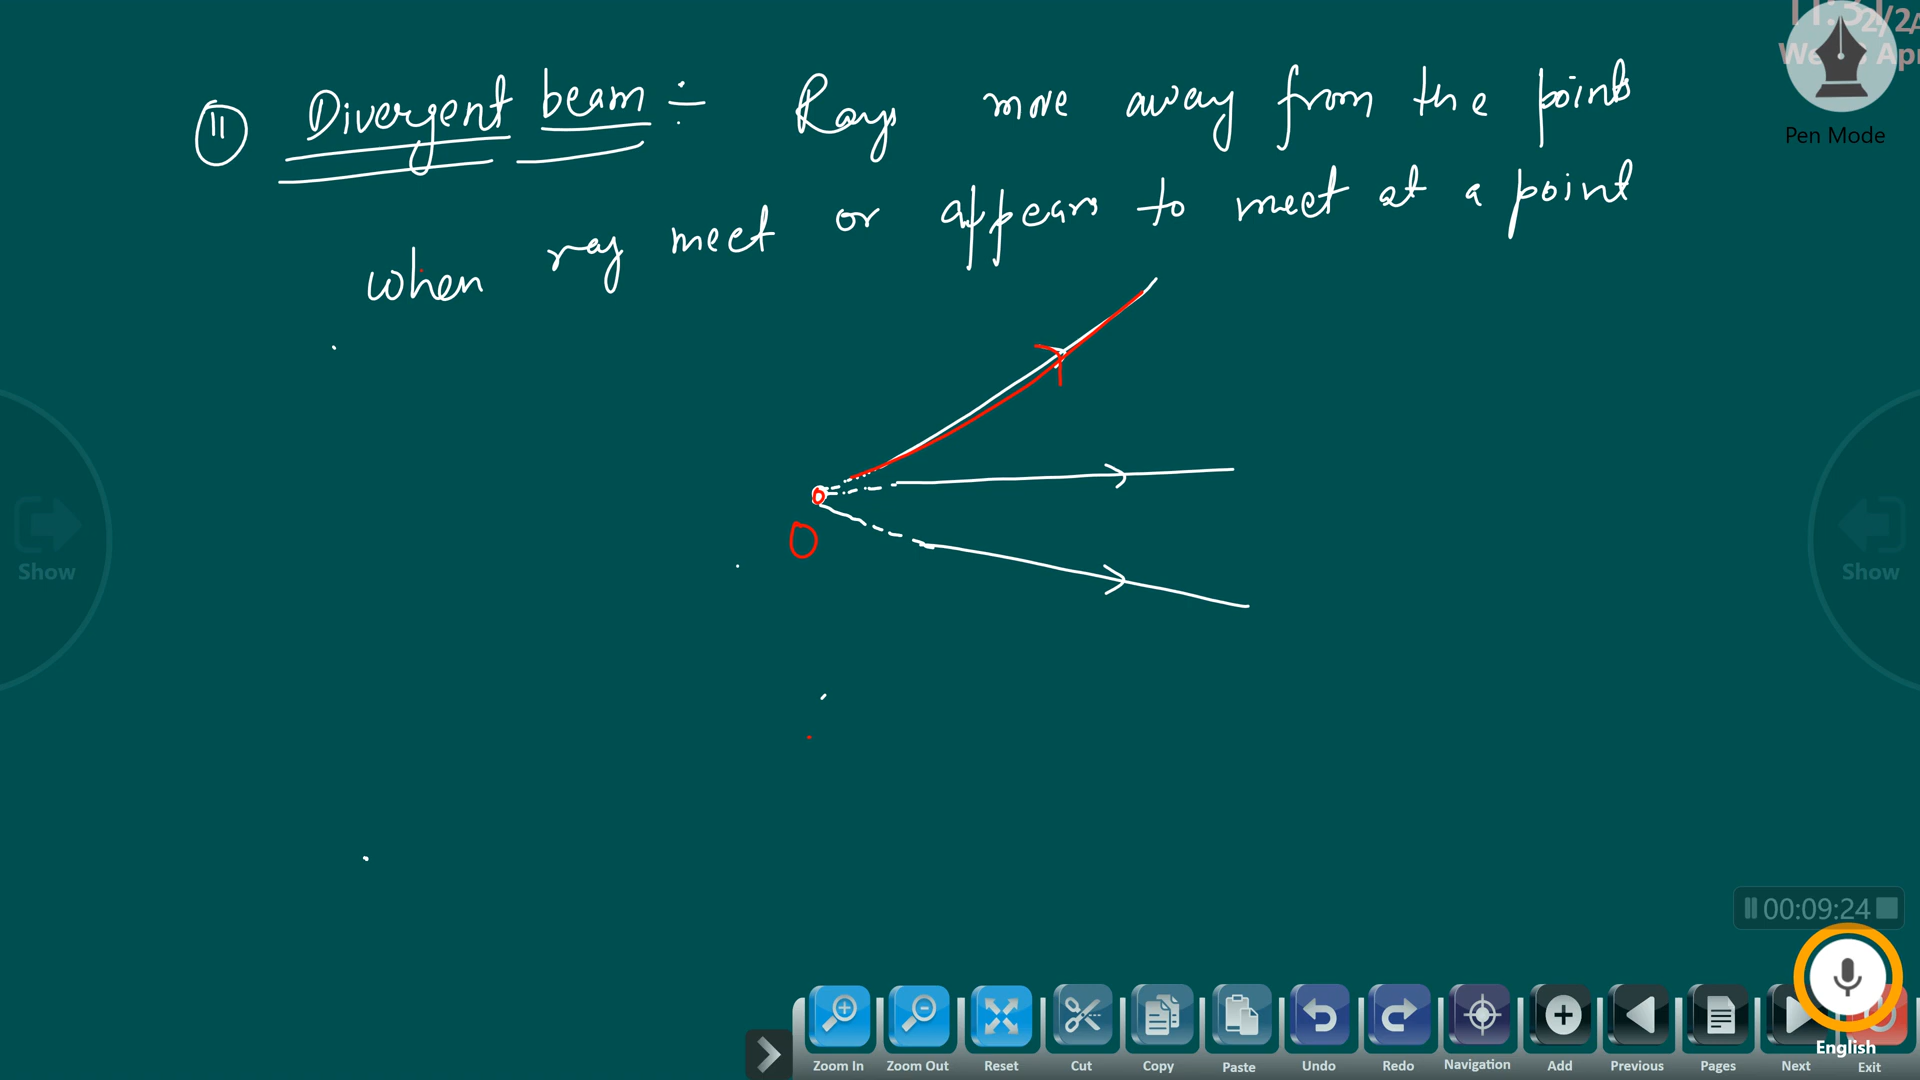 11 Divergent beam :- Rays move away from the point
when ray meet or appears to meet at a point
O
Pen Mode
Show
Show
00:09:24
English
Zoom In Zoom Out Reset Cut Copy Paste Undo Redo Navigation Add Previous Pages Next Exit